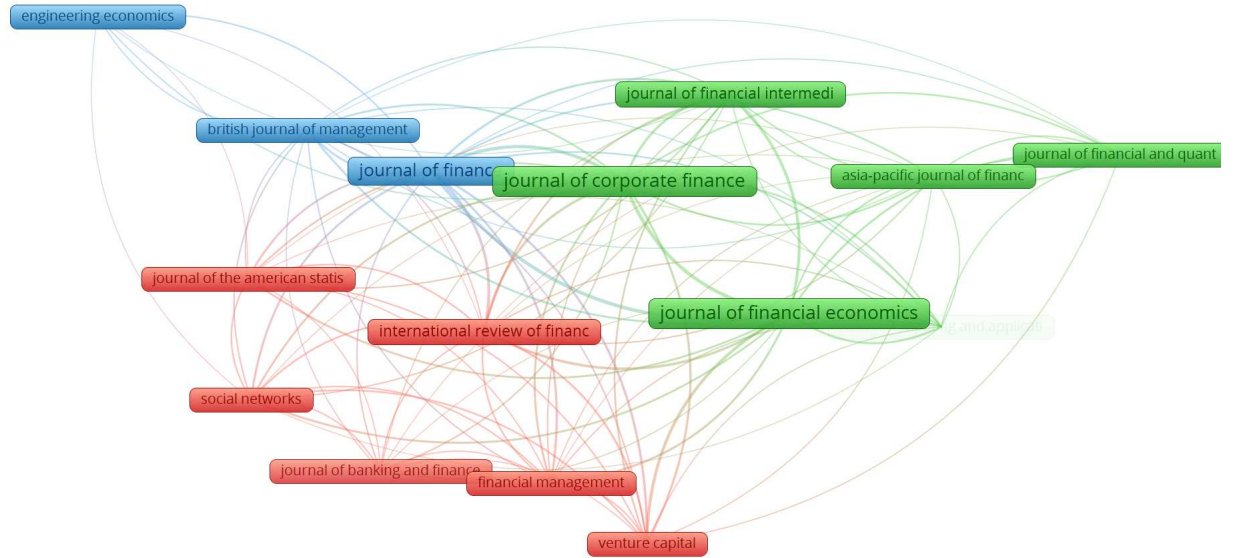 engineering economics
journal of financial intermedi
british journal of management
journal of financ
journal of corporate finance
journal of financial and quant
asia-pacific journal of financ
journal of the american statis
journal of financial economics
and applicati
international review of financ
social networks
journal of banking and finance
financial management
venture capital